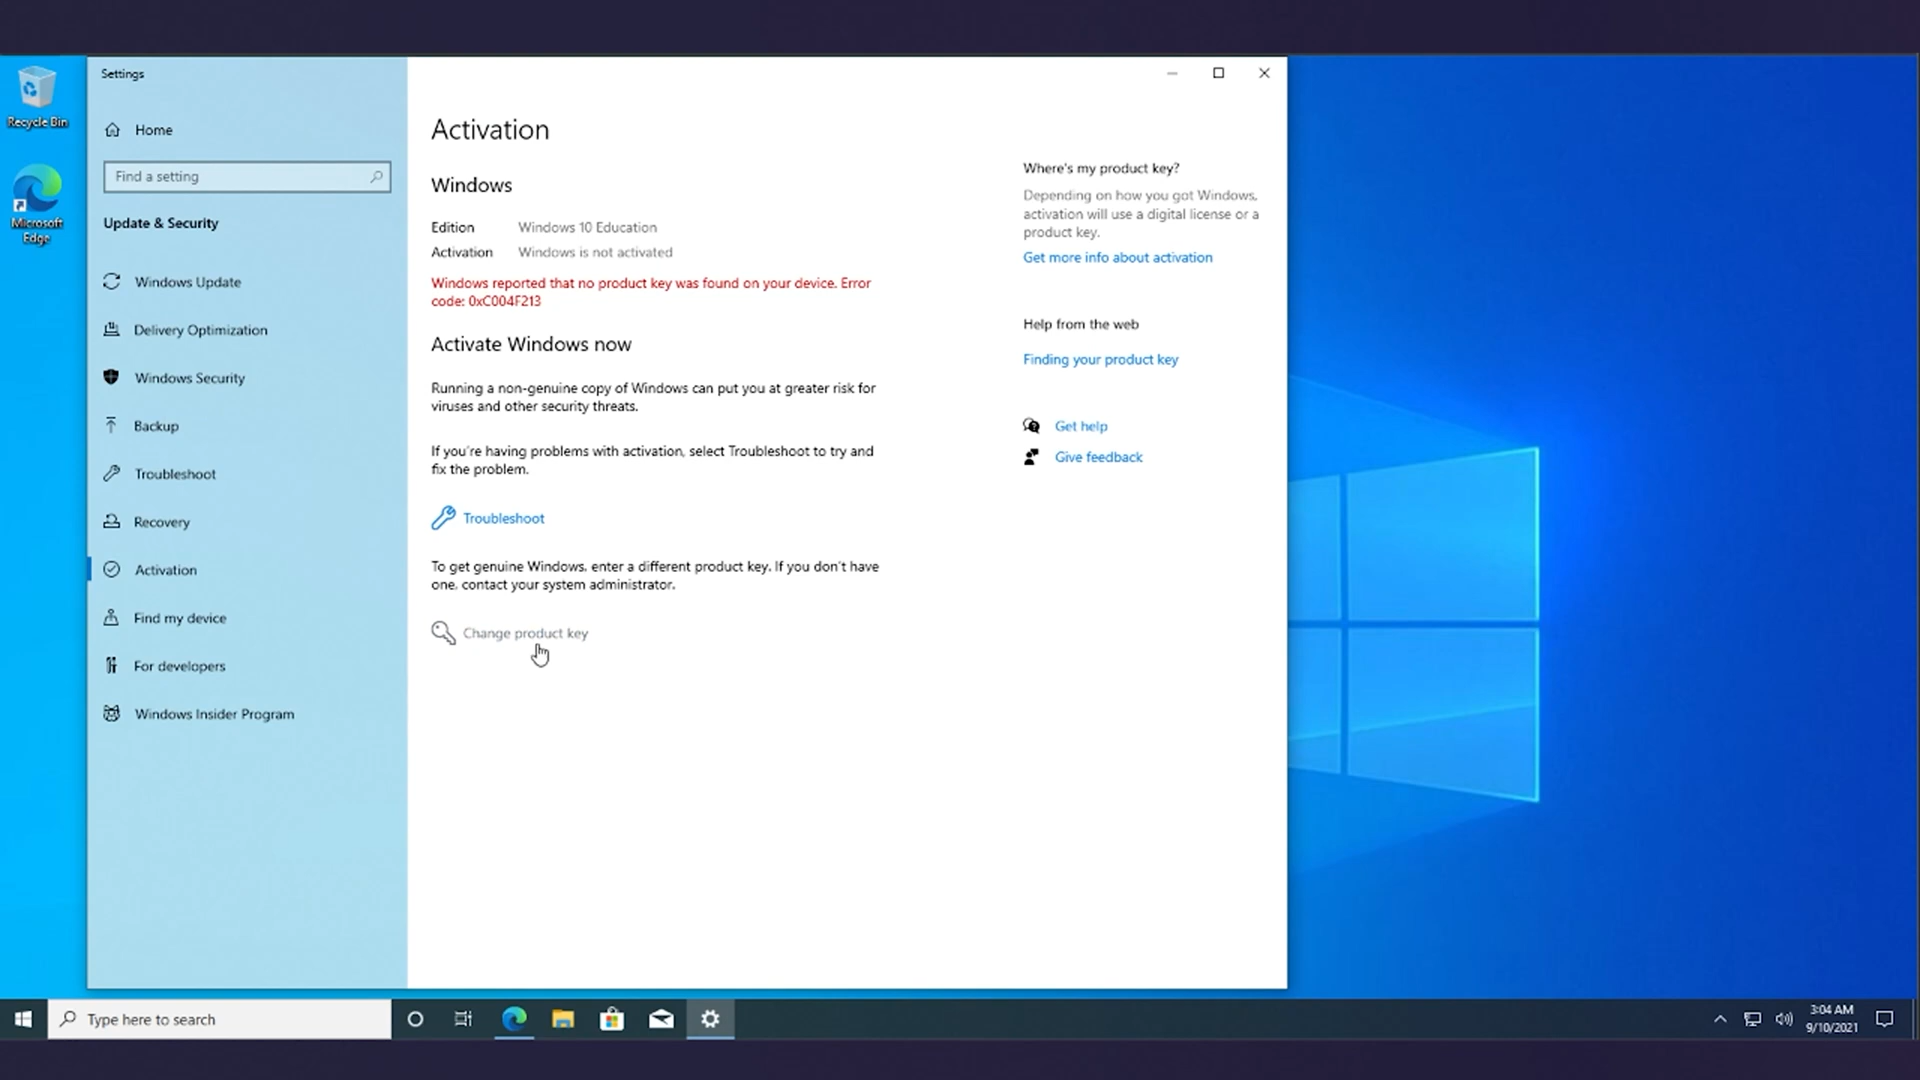 Recycle Bin
Microsoft
Edge
Settings
Home
Find a setting
Update & Security
Windows Update
Delivery Optimization
Windows Security
Backup
Troubleshoot
Recovery
Activation
Find my device
For developers
Windows Insider Program
Activation
Windows
Edition Windows 10 Education
Activation Windows is not activated
Windows reported that no product key was found on your device. Error
code: 0xC004F213
Activate Windows now
Running a non-genuine copy of Windows can put you at greater risk for
viruses and other security threats.
If you're having problems with activation, select Troubleshoot to try and
fix the problem.
Troubleshoot
To get genuine Windows, enter a different product key. If you don't have
one, contact your system administrator.
Change product key
Where's my product key?
Depending on how you got Windows,
activation will use a digital license or a
product key.
Get more info about activation
Help from the web
Finding your product key
Get help
Give feedback
Type here to search
3:04 AM
9/10/2021